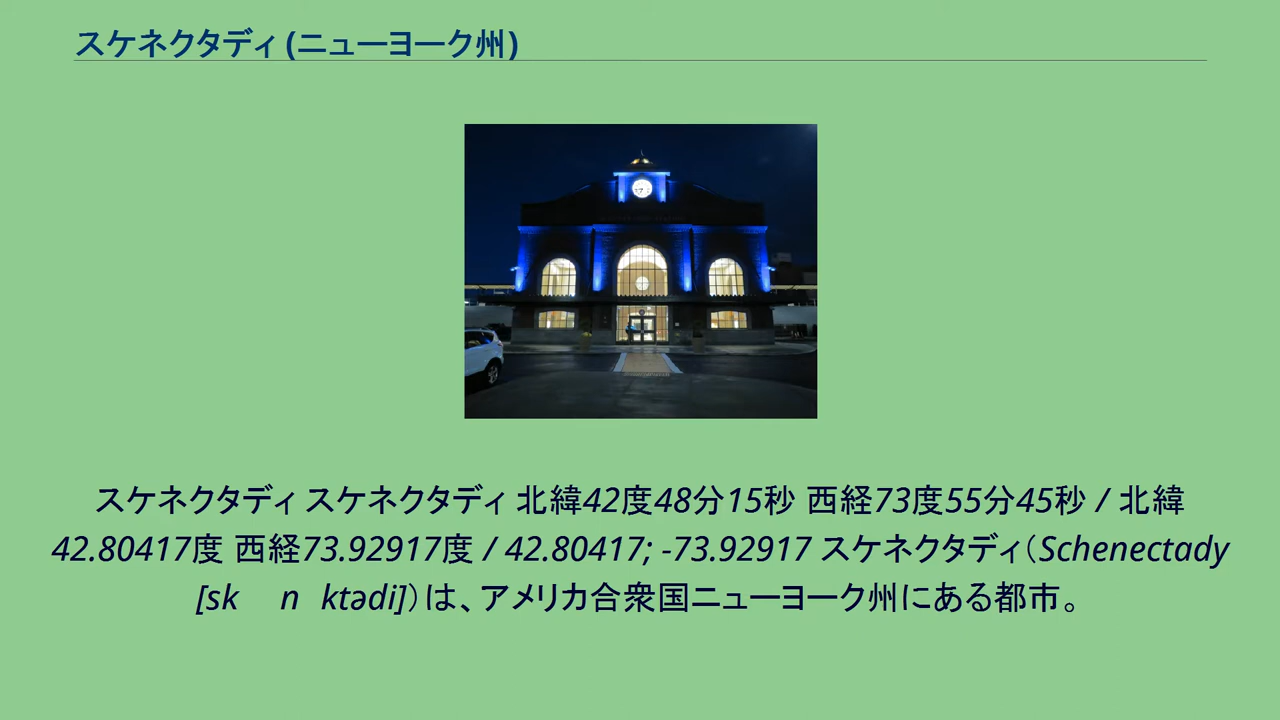 スケネクタディ (ニューヨーク州)
スケネクタディ スケネクタディ 北緯42度48分15秒 西経73度55分45秒 / 北緯
42.80417度 西経73.92917度 / 42.80417; -73.92917 スケネクタディ（Schenectady
[sk n ktədi]）は、アメリカ合衆国ニューヨーク州にある都市。